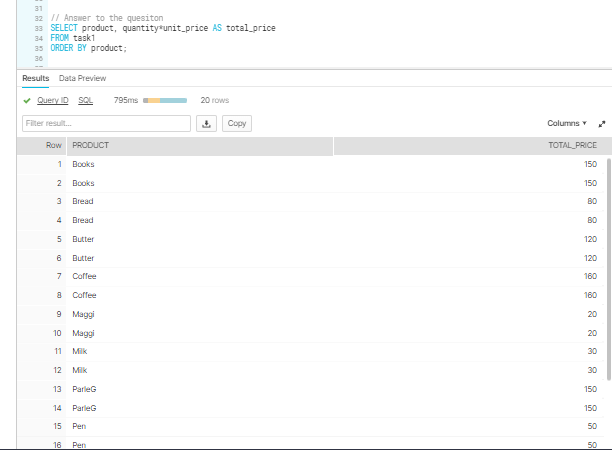 31
32 // Answer to the quesiton
33 SELECT product, quantity*unit_price AS total_price
34 FROM task1
35 ORDER BY product;
36
Results Data Preview
Query ID SQL 795ms 20 rows
Filter result... Copy Columns
Row PRODUCT TOTAL_PRICE
1 Books 150
2 Books 150
3 Bread 80
4 Bread 80
5 Butter 120
6 Butter 120
7 Coffee 160
8 Coffee 160
9 Maggi 20
10 Maggi 20
11 Milk 30
12 Milk 30
13 ParleG 150
14 ParleG 150
15 Pen 50
16 Pen 50